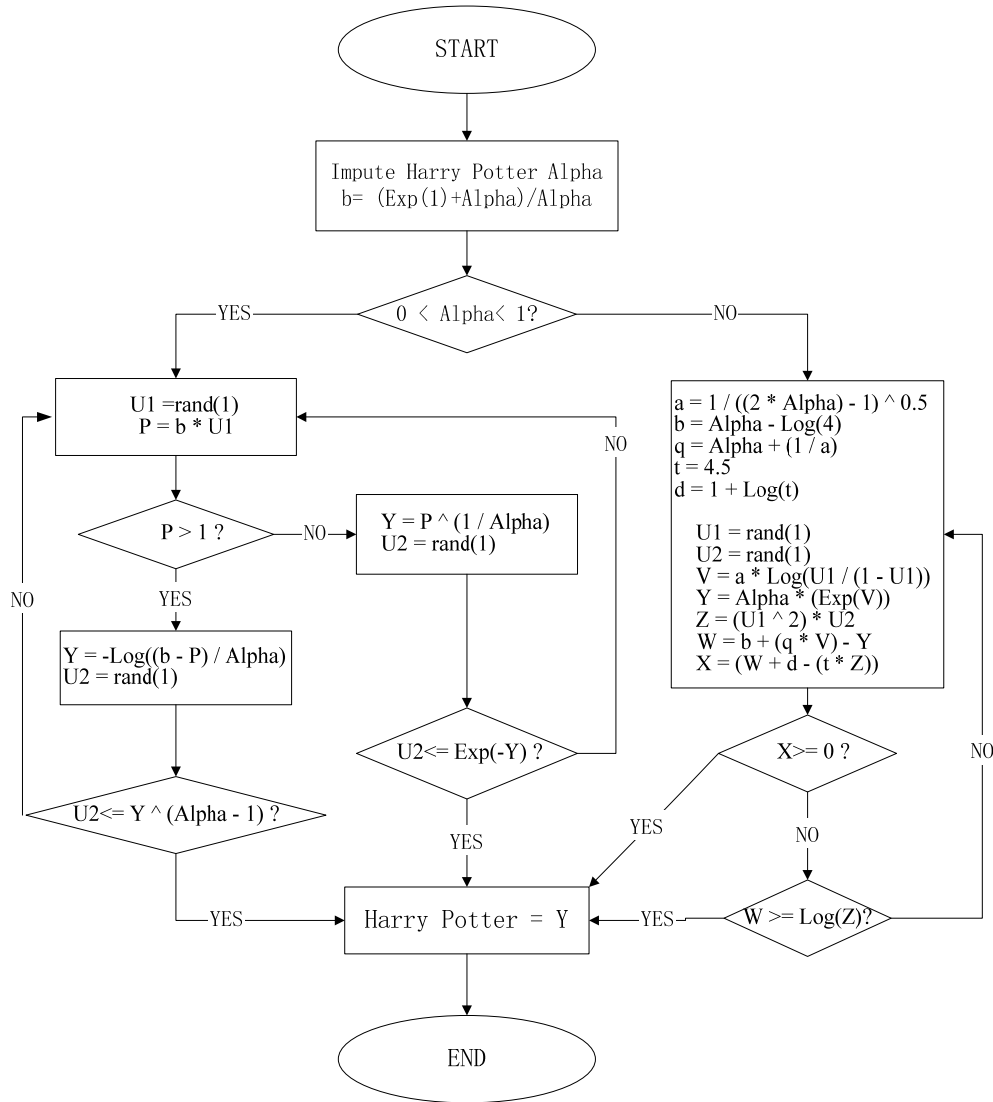 START
Impute Harry Potter Alpha
b= (Exp(1)+Alpha)/Alpha
0 < Alpha< 1?
YES
NO
U1 =rand(1)
P = b * U1
NO
P > 1 ?
NO
Y = P ^ (1 / Alpha)
U2 = rand(1)
YES
NO
Y = -Log((b - P) / Alpha)
U2 = rand(1)
U2<= Exp(-Y) ?
U2<= Y ^ (Alpha - 1) ?
YES
YES
a = 1 / ((2 * Alpha) - 1) ^ 0.5
b = Alpha - Log(4)
q = Alpha + (1 / a)
t = 4.5
d = 1 + Log(t)
U1 = rand(1)
U2 = rand(1)
V = a * Log(U1 / (1 - U1))
Y = Alpha * (Exp(V))
Z = (U1 ^ 2) * U2
W = b + (q * V) - Y
X = (W + d - (t * Z))
X>= 0 ?
NO
YES
NO
W >= Log(Z)?
YES
Harry Potter = Y
END